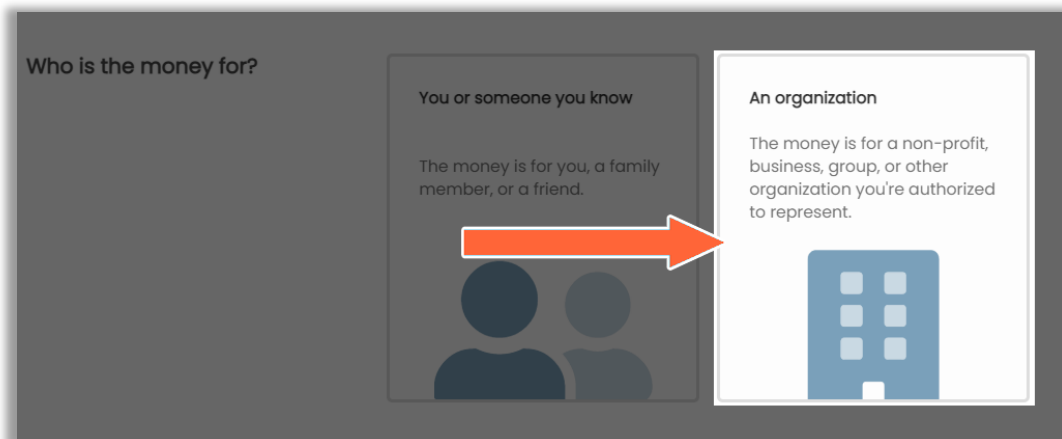 Who is the money for?
You or someone you know
The money is for you, a family
member, or a friend.
An organization
The money is for a non-profit,
business, group, or other
organization you're authorized
to represent.